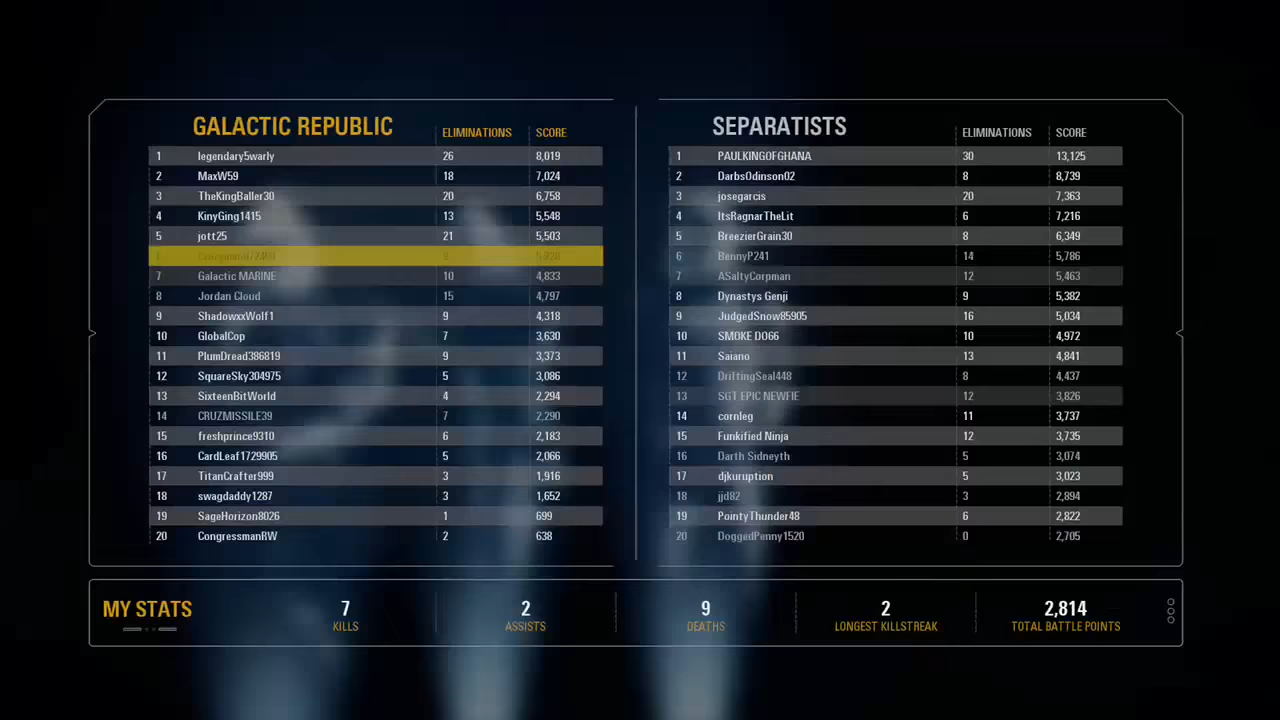 GALACTIC REPUBLIC ELIMINATIONS SCORE
1 legendary5warly 26 8,019
2 MaxW59 18 7,024
3 TheKingBaller30 20 6,758
4 KinyGing1415 13 5,548
5 jott25 21 5,503
7 Galactic MARINE 10 4,833
8 Jordan Cloud 15 4,797
9 ShadowxxWolf1 9 4,318
10 GlobalCop 7 3,630
11 PlumDread386819 9 3,373
12 SquareSky304975 5 3,086
13 SixteenBitWorld 4 2,294
14 CRUZMISSILE39 7 2,290
15 freshprince9310 6 2,183
16 CardLeaf1729905 5 2,066
17 TitanCrafter999 3 1,916
18 swagdaddy1287 3 1,652
19 SageHorizon8026 1 699
20 CongressmanRW 2 638
SEPARATISTS ELIMINATIONS SCORE
1 PAULKINGOFGHANA 30 13,125
2 DarbsOdinson02 8 8,739
3 josegarcis 20 7,363
4 ItsRagnarTheLit 6 7,216
5 BreezierGrain30 8 6,349
6 BennyP241 14 5,786
7 ASaltyCorpman 12 5,463
8 Dynastys Genji 9 5,382
9 JudgedSnow85905 16 5,034
10 SMOKE DO66 10 4,972
11 Saiano 13 4,841
12 DriftingSeal448 8 4,437
13 SGT EPIC NEWFIE 12 3,826
14 cornleg 11 3,737
15 Funkified Ninja 12 3,735
16 Darth Sidneyth 5 3,074
17 djkuruption 5 3,023
18 jjd82 3 2,894
19 PointyThunder48 6 2,822
20 DoggedPenny1520 0 2,705
MY STATS
7 2 9 2 2,814
KILLS ASSISTS DEATHS LONGEST KILLSTREAK TOTAL BATTLE POINTS